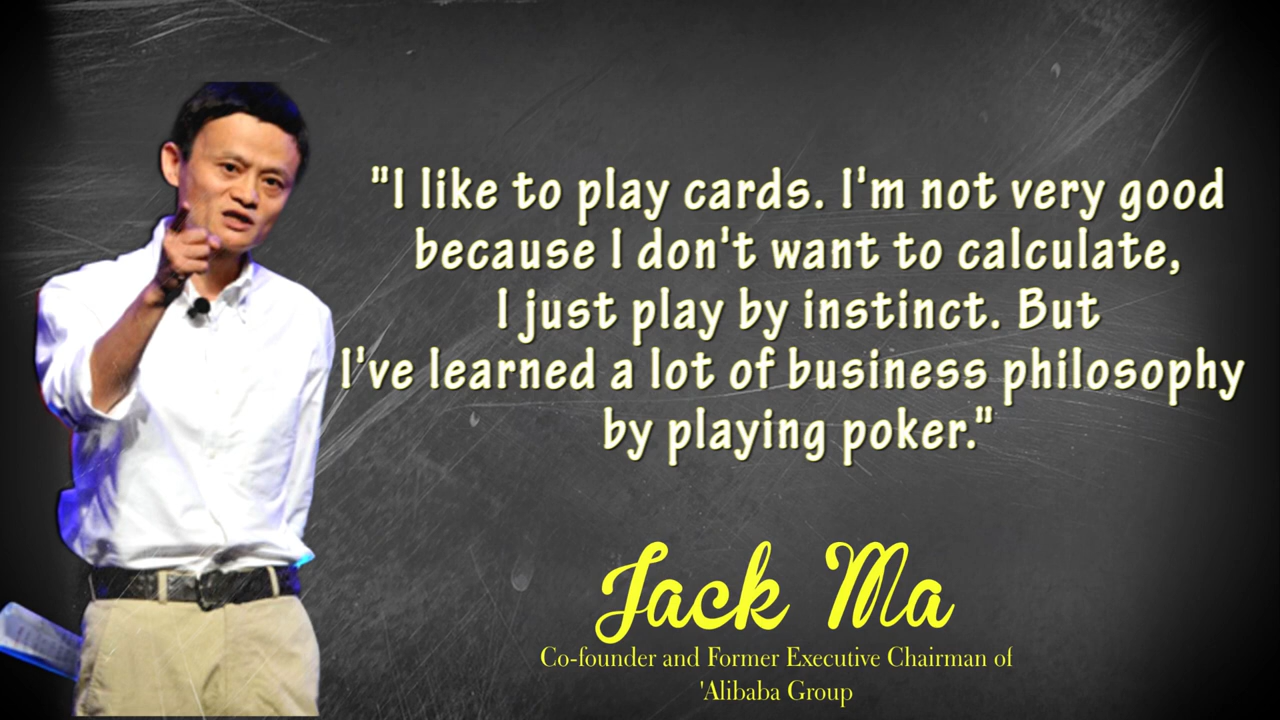 "I like to play cards. I'm not very good
because I don't want to calculate,
I just play by instinct. But
I've learned a lot of business philosophy
by playing poker."
Jack Ma
Co-founder and Former Executive Chairman of
'Alibaba Group